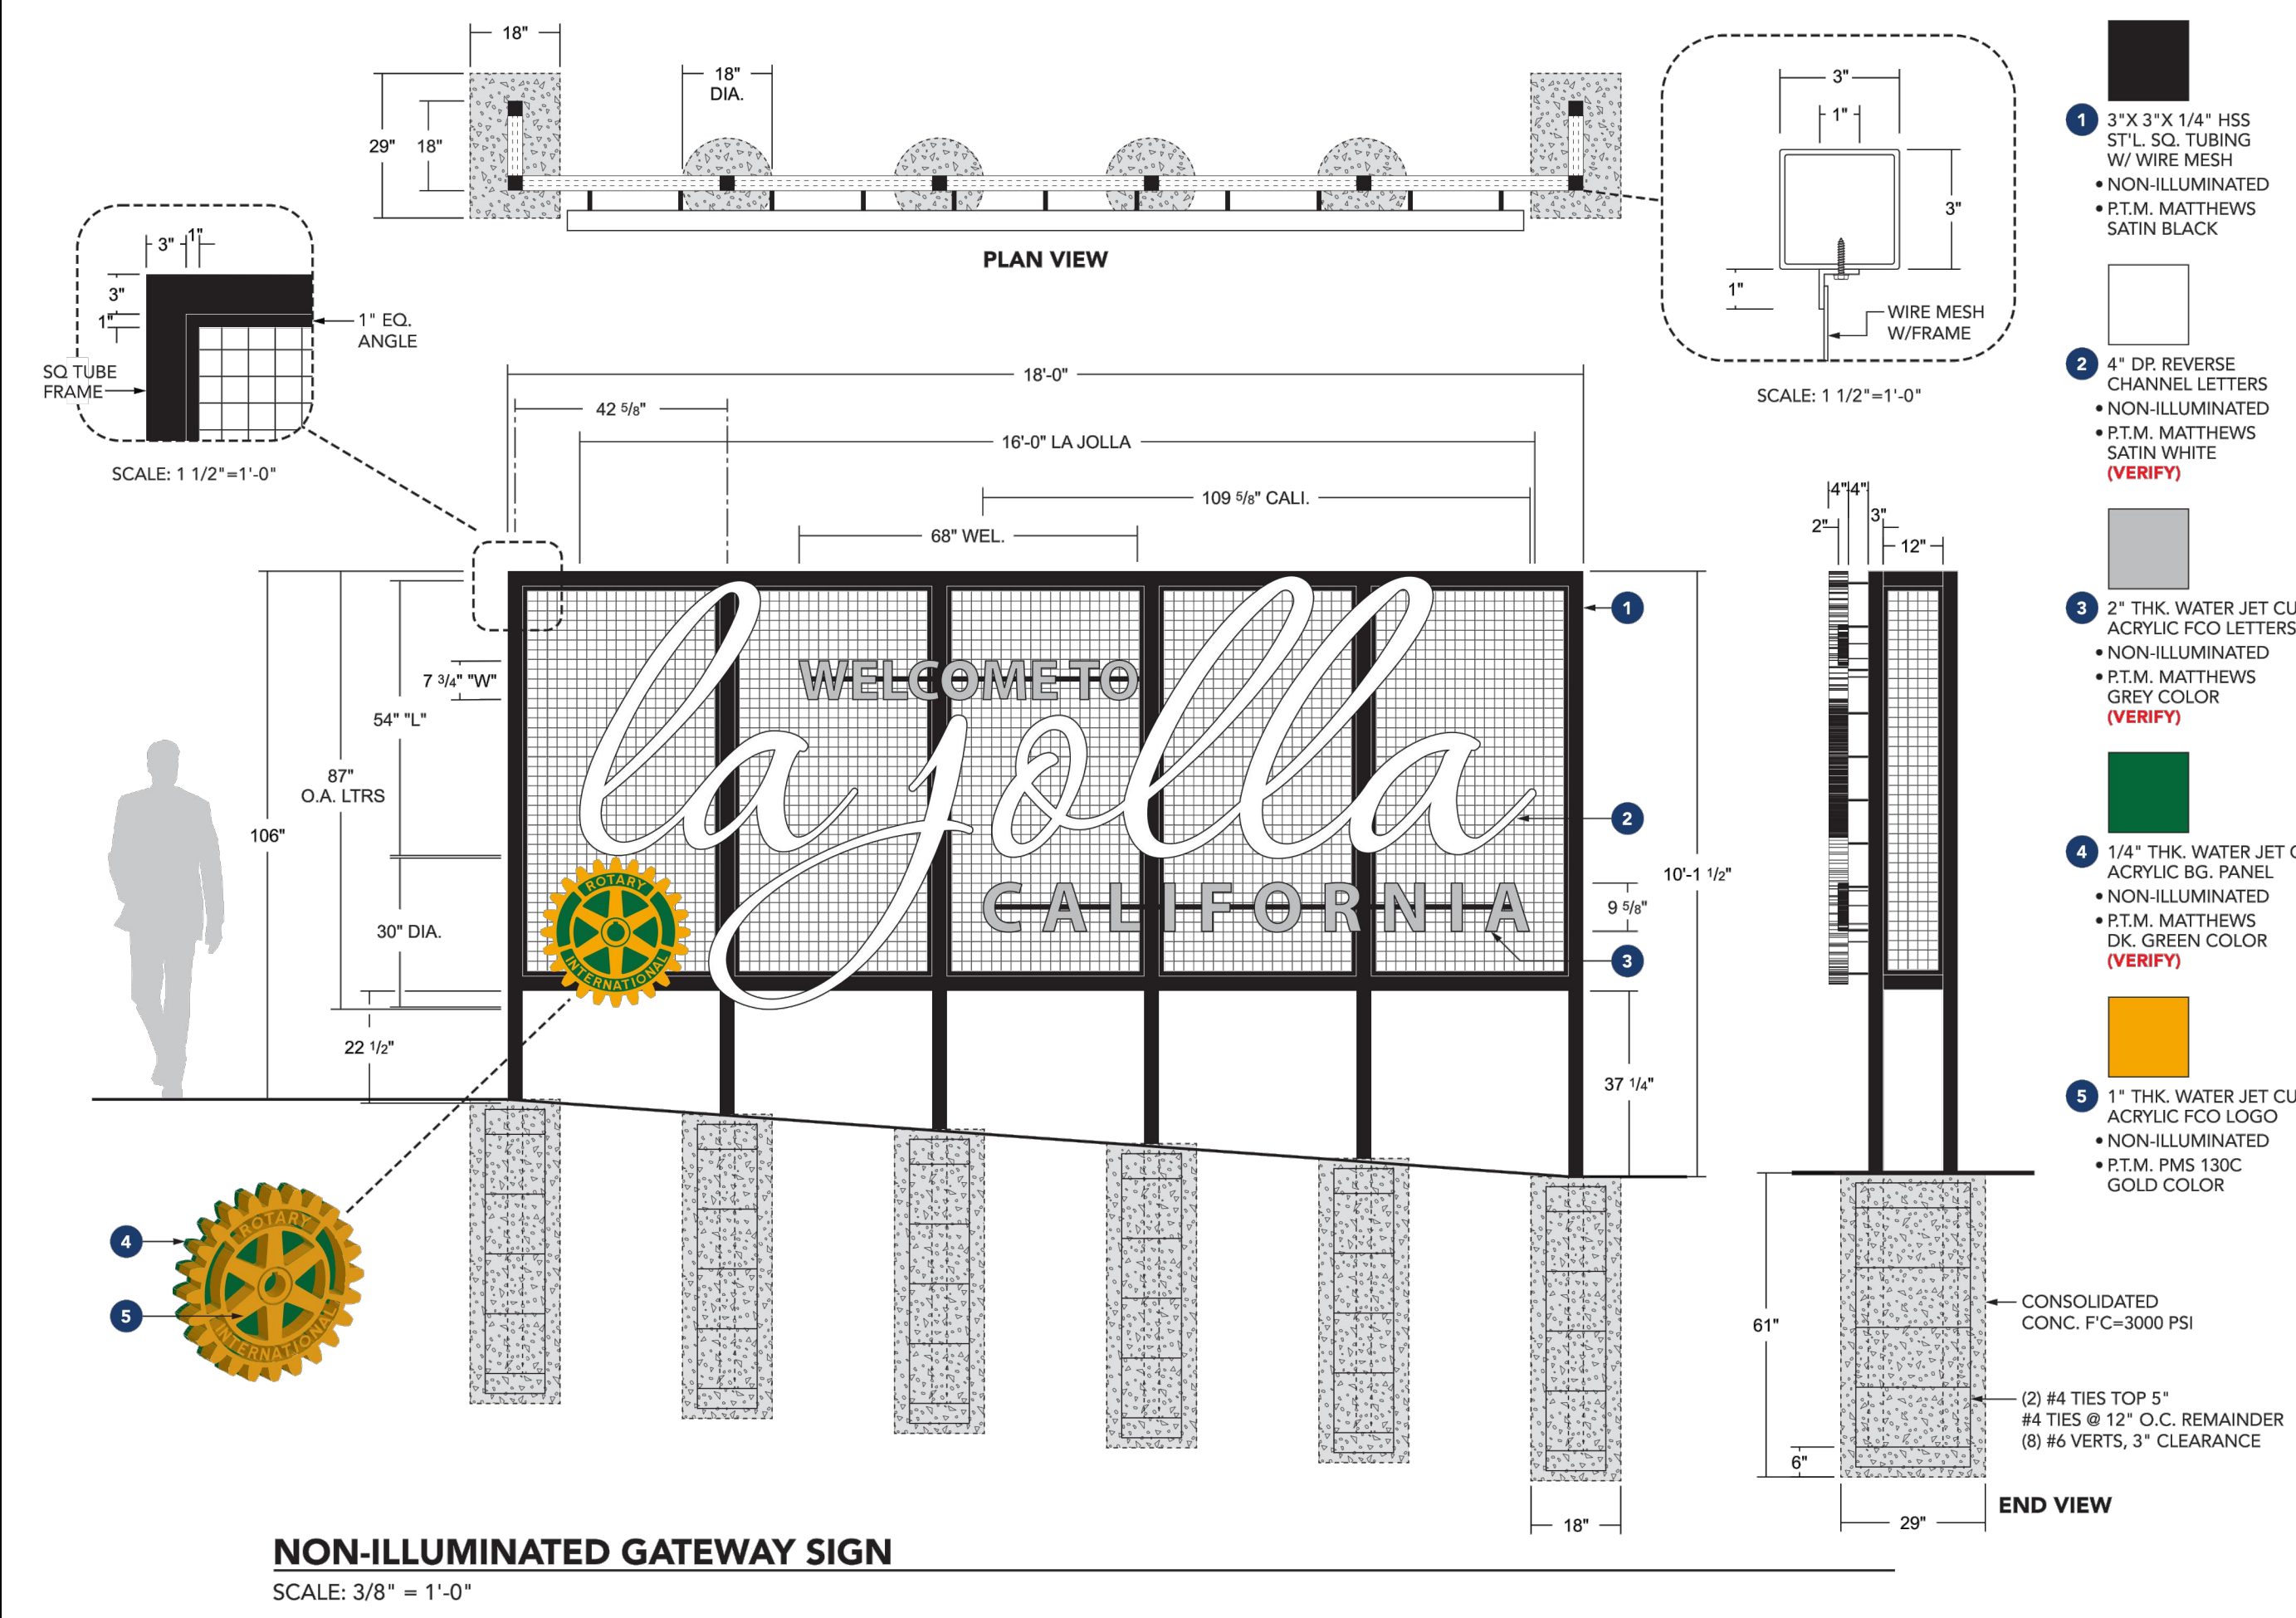 18"
18"
DIA.
29"
18"
PLAN VIEW
3"
1"
3"
1"
WIRE MESH
W/FRAME
SCALE: 1 1/2"=1'-0"
3"
1"
3"
1"
1" EQ.
ANGLE
SQ TUBE
FRAME
SCALE: 1 1/2"=1'-0"
18'-0"
42 5/8"
16'-0" LA JOLLA
109 5/8" CALI.
68" WEL.
7 3/4" "W"
54" "L"
87"
O.A. LTRS
106"
30" DIA.
22 1/2"
WELCOME TO
la jolla
CALIFORNIA
ROTARY
INTERNATIONAL
1
2
3
10'-1 1/2"
9 5/8"
37 1/4"
4
5
ROTARY
INTERNATIONAL
18"
4"
4"
2"
3"
12"
61"
6"
29"
CONSOLIDATED
CONC. F'C=3000 PSI
(2) #4 TIES TOP 5"
#4 TIES @ 12" O.C. REMAINDER
(8) #6 VERTS, 3" CLEARANCE
END VIEW
1
3"X 3"X 1/4" HSS
ST'L. SQ. TUBING
W/ WIRE MESH
• NON-ILLUMINATED
• P.T.M. MATTHEWS
SATIN BLACK
2
4" DP. REVERSE
CHANNEL LETTERS
• NON-ILLUMINATED
• P.T.M. MATTHEWS
SATIN WHITE
(VERIFY)
3
2" THK. WATER JET CU
ACRYLIC FCO LETTERS
• NON-ILLUMINATED
• P.T.M. MATTHEWS
GREY COLOR
(VERIFY)
4
1/4" THK. WATER JET
ACRYLIC BG. PANEL
• NON-ILLUMINATED
• P.T.M. MATTHEWS
DK. GREEN COLOR
(VERIFY)
5
1" THK. WATER JET CU
ACRYLIC FCO LOGO
• NON-ILLUMINATED
• P.T.M. PMS 130C
GOLD COLOR
NON-ILLUMINATED GATEWAY SIGN
SCALE: 3/8" = 1'-0"